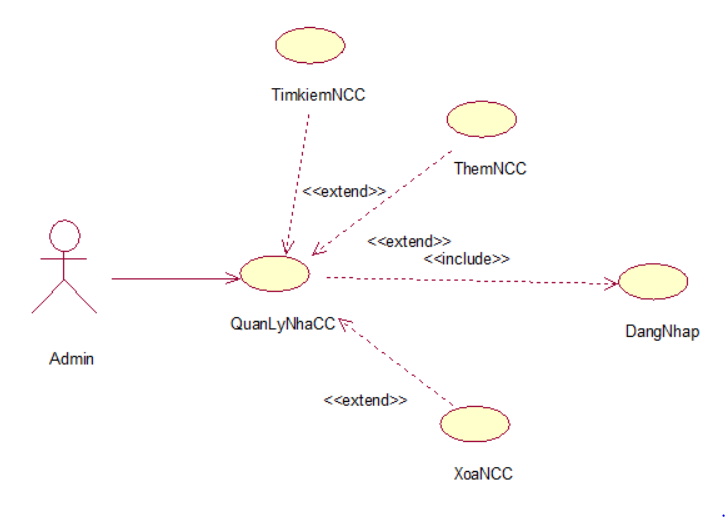 TimkiemNCC
ThemNCC
<<extend>>
<<extend>>
<<include>>
QuanLyNhaCC
DangNhap
Admin
<<extend>>
XoaNCC